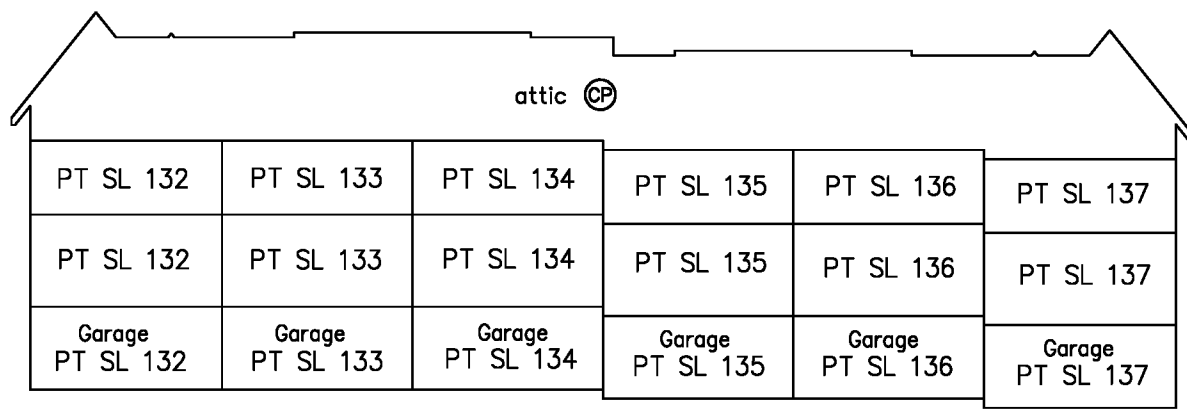 attic CP
PT SL 132
PT SL 133
PT SL 134
PT SL 135
PT SL 136
PT SL 137
PT SL 132
PT SL 133
PT SL 134
PT SL 135
PT SL 136
PT SL 137
Garage
PT SL 132
Garage
PT SL 133
Garage
PT SL 134
Garage
PT SL 135
Garage
PT SL 136
Garage
PT SL 137